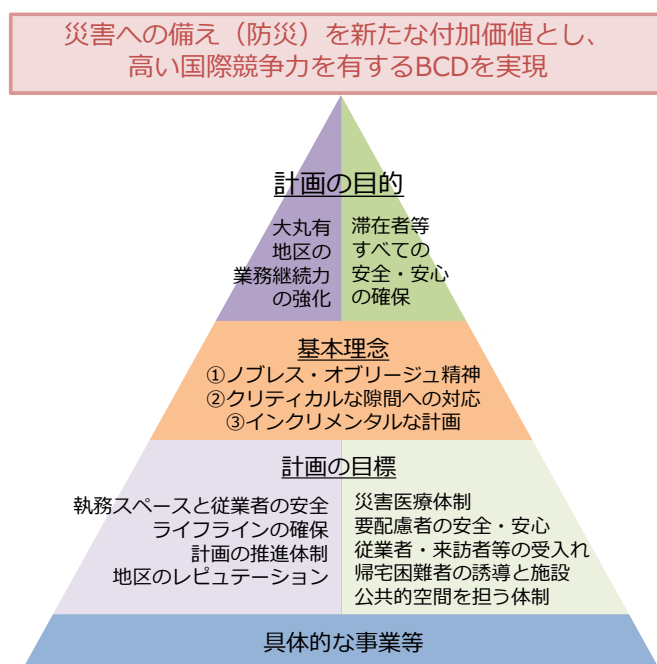 災害への備え（防災）を新たな付加価値とし、
高い国際競争力を有するBCDを実現
計画の目的
大丸有
地区の
業務継続力
の強化
滞在者等
すべての
安全・安心
の確保
基本理念
①ノブレス・オブリージュ精神
②クリティカルな隙間への対応
③インクリメンタルな計画
計画の目標
執務スペースと従業者の安全
ライフラインの確保
計画の推進体制
地区のレピュテーション
災害医療体制
要配慮者の安全・安心
従業者・来訪者等の受入れ
帰宅困難者の誘導と施設
公共的空間を担う体制
具体的な事業等